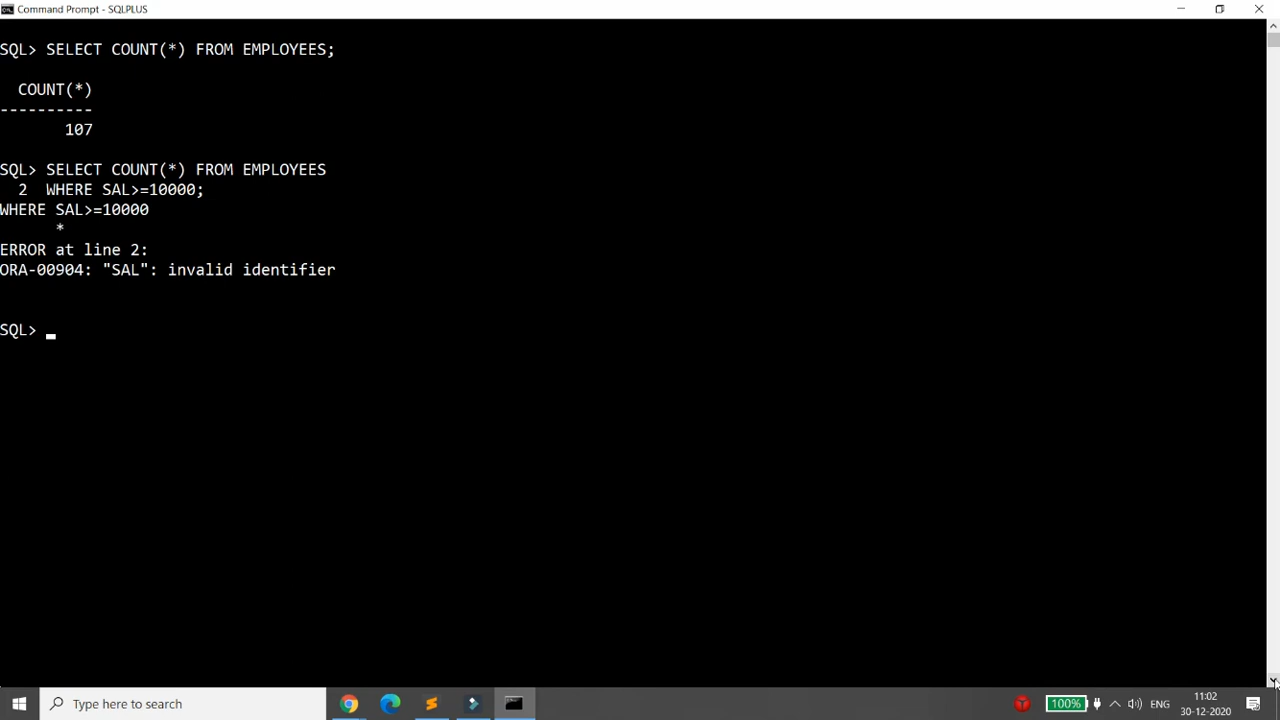 Command Prompt - SQLPLUS
SQL> SELECT COUNT(*) FROM EMPLOYEES;
COUNT(*)
----------
107
SQL> SELECT COUNT(*) FROM EMPLOYEES
2 WHERE SAL>=10000;
WHERE SAL>=10000
*
ERROR at line 2:
ORA-00904: "SAL": invalid identifier
SQL> _
Type here to search
100%
ENG
11:02
30-12-2020